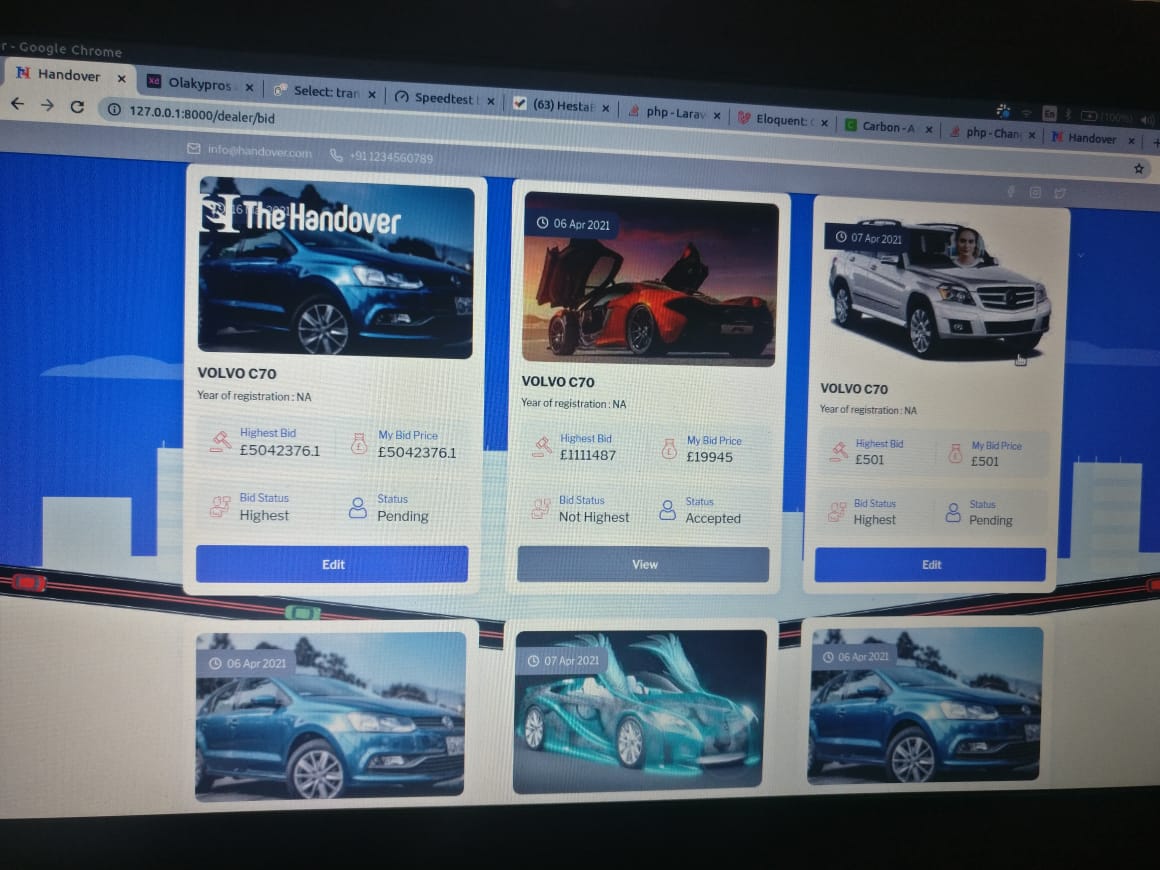 r - Google Chrome
Handover
Olakypros
Select: tran
Speedtest
(63) Hesta
php - Larav
Eloquent:
Carbon - A
php - Chan
Handover
127.0.0.1:8000/dealer/bid
En
(100%)
info@handover.com
+911234560789
The Handover
06 Apr 2021
07 Apr 2021
VOLVO C70
Year of registration : NA
Highest Bid
£5042376.1
My Bid Price
£5042376.1
Bid Status
Highest
Status
Pending
Edit
VOLVO C70
Year of registration : NA
Highest Bid
£1111487
My Bid Price
£19945
Bid Status
Not Highest
Status
Accepted
View
VOLVO C70
Year of registration : NA
Highest Bid
£501
My Bid Price
£501
Bid Status
Highest
Status
Pending
Edit
06 Apr 2021
07 Apr 2021
06 Apr 2021